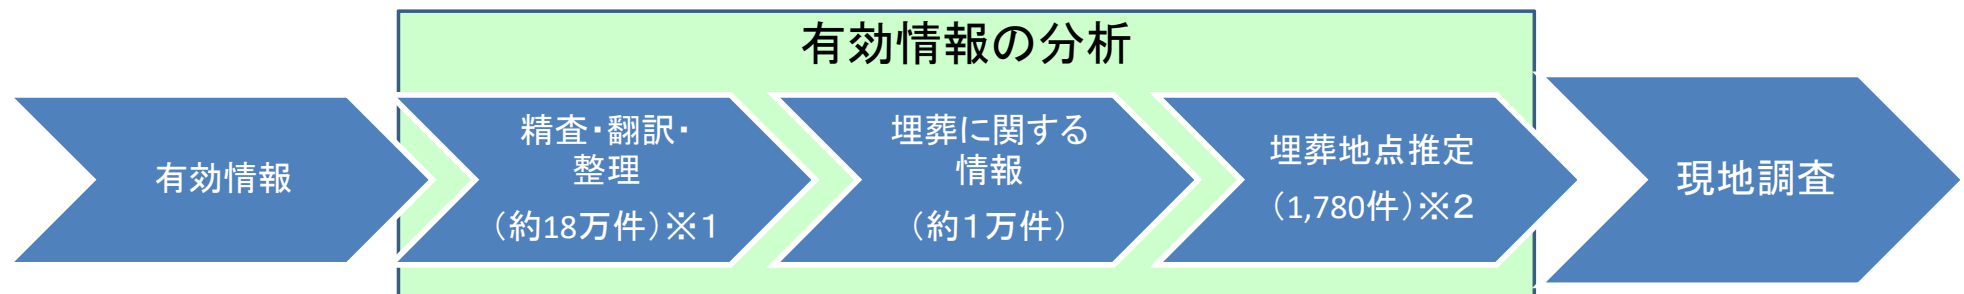 有効情報の分析
有効情報
精査・翻訳・
整理
（約18万件）※１
埋葬に関する
情報
（約１万件）
埋葬地点推定
（1,780件）※２
現地調査